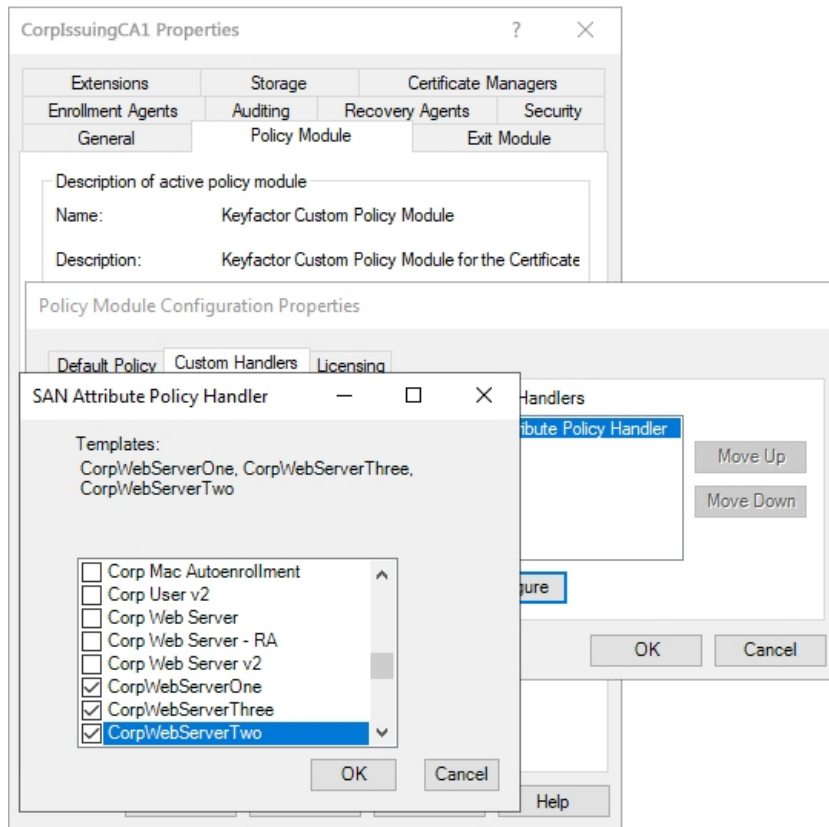 CorpIssuingCA1 Properties
?
Extensions Storage Certificate Managers
Enrollment Agents Auditing Recovery Agents Security
General Policy Module Exit Module
Description of active policy module
Name: Keyfactor Custom Policy Module
Description: Keyfactor Custom Policy Module for the Certificate
Policy Module Configuration Properties
Default Policy Custom Handlers Licensing
Handlers
ribute Policy Handler
Move Up
Move Down
gure
OK Cancel
SAN Attribute Policy Handler
Templates:
CorpWebServerOne, CorpWebServerThree,
CorpWebServerTwo
Corp Mac Autoenrollment
Corp User v2
Corp Web Server
Corp Web Server - RA
Corp Web Server v2
CorpWebServerOne
CorpWebServerThree
CorpWebServerTwo
OK Cancel
Help